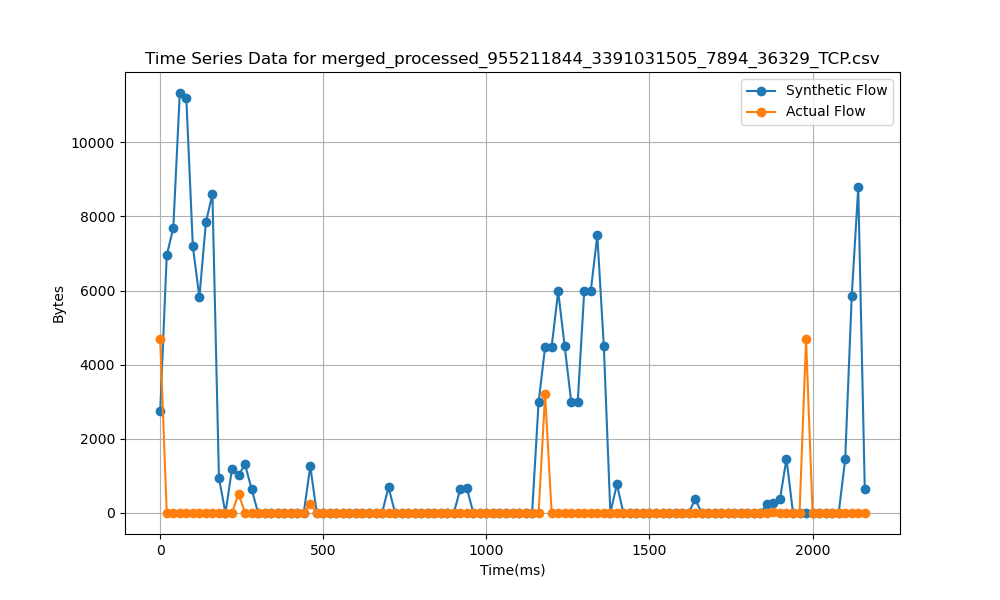 Time Series Data for merged_processed_955211844_3391031505_7894_36329_TCP.csv
Synthetic Flow
Actual Flow
Bytes
10000
8000
6000
4000
2000
0
0 500 1000 1500 2000
Time(ms)